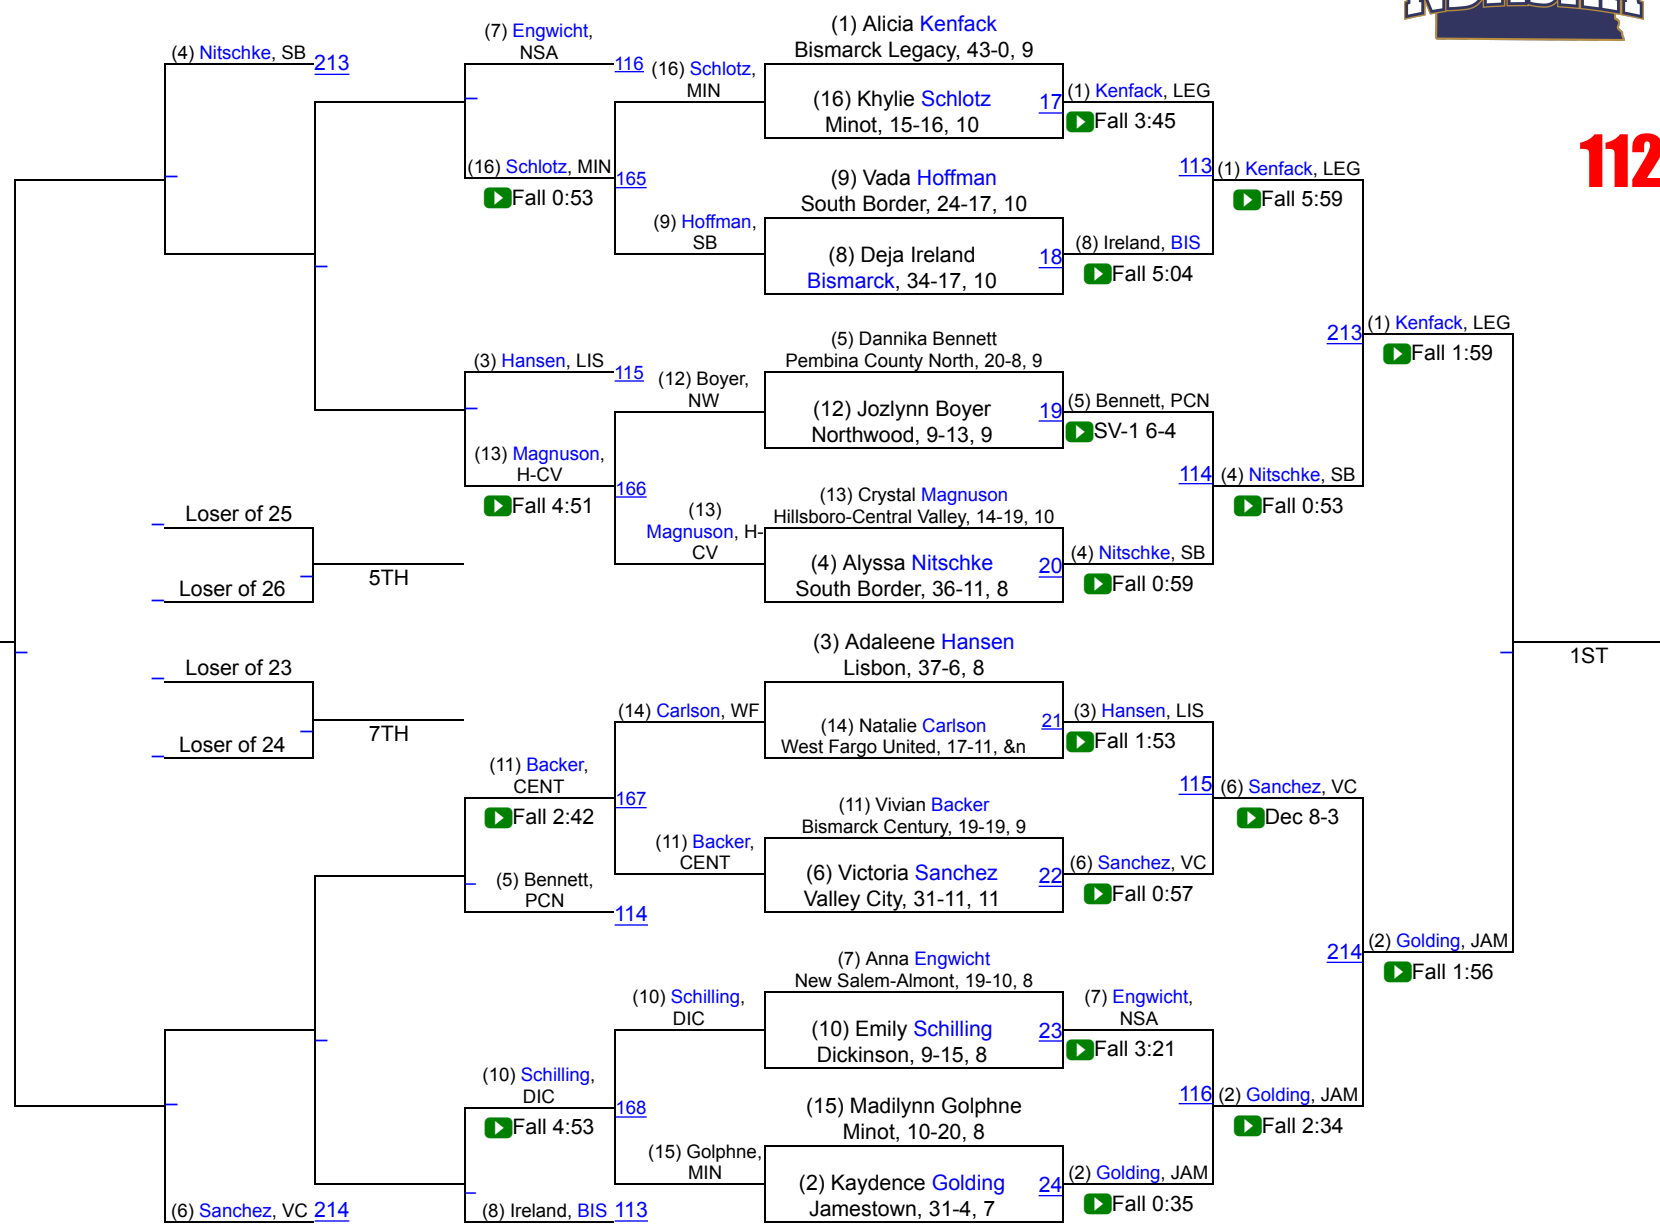 (4) Nitschke, SB 213
(7) Engwicht,
NSA
116
(16) Schlotz,
MIN
(1) Alicia Kenfack
Bismarck Legacy, 43-0, 9
(16) Khylie Schlotz
Minot, 15-16, 10
17
(1) Kenfack, LEG
Fall 3:45
112
(16) Schlotz, MIN
Fall 0:53
165
(9) Vada Hoffman
South Border, 24-17, 10
113
(1) Kenfack, LEG
Fall 5:59
(9) Hoffman,
SB
(8) Deja Ireland
Bismarck, 34-17, 10
18
(8) Ireland, BIS
Fall 5:04
213
(1) Kenfack, LEG
Fall 1:59
(3) Hansen, LIS
115
(12) Boyer,
NW
(5) Dannika Bennett
Pembina County North, 20-8, 9
(12) Jozlynn Boyer
Northwood, 9-13, 9
19
(5) Bennett, PCN
SV-1 6-4
(13) Magnuson,
H-CV
Fall 4:51
166
(13)
Magnuson, H-
CV
(13) Crystal Magnuson
Hillsboro-Central Valley, 14-19, 10
114
(4) Nitschke, SB
Fall 0:53
(4) Alyssa Nitschke
South Border, 36-11, 8
20
(4) Nitschke, SB
Fall 0:59
Loser of 25
5TH
Loser of 26
Loser of 23
7TH
Loser of 24
1ST
(14) Carlson, WF
(3) Adaleene Hansen
Lisbon, 37-6, 8
(14) Natalie Carlson
West Fargo United, 17-11, &n
21
(3) Hansen, LIS
Fall 1:53
(11) Backer,
CENT
Fall 2:42
167
(11) Backer,
CENT
(11) Vivian Backer
Bismarck Century, 19-19, 9
115
(6) Sanchez, VC
Dec 8-3
(6) Victoria Sanchez
Valley City, 31-11, 11
22
(6) Sanchez, VC
Fall 0:57
(5) Bennett,
PCN
114
214
(2) Golding, JAM
Fall 1:56
(10) Schilling,
DIC
(7) Anna Engwicht
New Salem-Almont, 19-10, 8
(10) Emily Schilling
Dickinson, 9-15, 8
23
(7) Engwicht,
NSA
Fall 3:21
(10) Schilling,
DIC
Fall 4:53
168
(15) Madilynn Golphne
Minot, 10-20, 8
116
(2) Golding, JAM
Fall 2:34
(15) Golphne,
MIN
(2) Kaydence Golding
Jamestown, 31-4, 7
24
(2) Golding, JAM
Fall 0:35
(6) Sanchez, VC 214
(8) Ireland, BIS 113